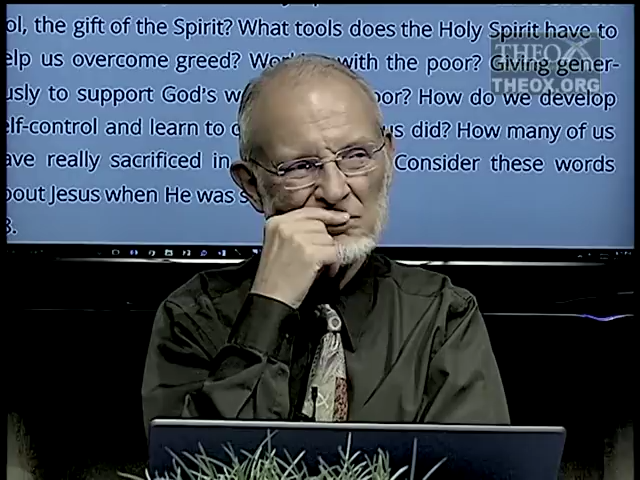 ol, the gift of the Spirit? What tools does the Holy Spirit have to
elp us overcome greed? with the poor? Giving gener-
usly to support God's oor? How do we develop
elf-control and learn to us did? How many of us
ave really sacrificed in Consider these words
bout Jesus when He was
8.
THEOX
THEOX.ORG